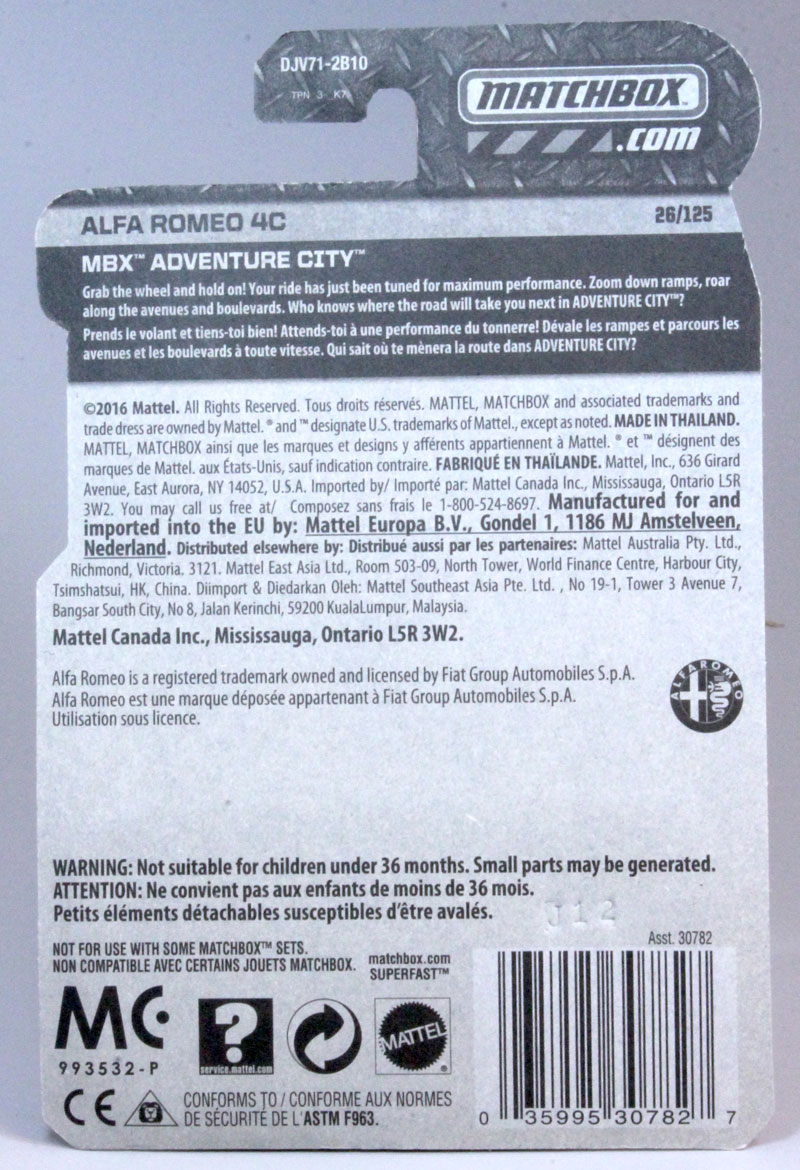 DJV71-2B10
TPN 3 K7
MATCHBOX™
.COM
ALFA ROMEO 4C
26/125
MBX™ ADVENTURE CITY™
Grab the wheel and hold on! Your ride has just been tuned for maximum performance. Zoom down ramps, roar
along the avenues and boulevards. Who knows where the road will take you next in ADVENTURE CITY™?
Prends le volant et tiens-toi bien! Attends-toi à une performance du tonnerre! Dévale les rampes et parcours les
avenues et les boulevards à toute vitesse. Qui sait où te mènera la route dans ADVENTURE CITY?
©2016 Mattel. All Rights Reserved. Tous droits réservés. MATTEL, MATCHBOX and associated trademarks and
trade dress are owned by Mattel. ® and ™ designate U.S. trademarks of Mattel., except as noted. MADE IN THAILAND.
MATTEL, MATCHBOX ainsi que les marques et designs y afférents appartiennent à Mattel. ® et ™ désignent des
marques de Mattel. aux États-Unis, sauf indication contraire. FABRIQUÉ EN THAÏLANDE. Mattel, Inc., 636 Girard
Avenue, East Aurora, NY 14052, U.S.A. Imported by/ Importé par: Mattel Canada Inc., Mississauga, Ontario L5R
3W2. You may call us free at/ Composez sans frais le 1-800-524-8697. Manufactured for and
imported into the EU by: Mattel Europa B.V., Gondel 1, 1186 MJ Amstelveen,
Nederland. Distributed elsewhere by: Distribué aussi par les partenaires: Mattel Australia Pty. Ltd.,
Richmond, Victoria. 3121. Mattel East Asia Ltd., Room 503-09, North Tower, World Finance Centre, Harbour City,
Tsimshatsui, HK, China. Diimport & Diedarkan Oleh: Mattel Southeast Asia Pte. Ltd. , No 19-1, Tower 3 Avenue 7,
Bangsar South City, No 8, Jalan Kerinchi, 59200 KualaLumpur, Malaysia.
Mattel Canada Inc., Mississauga, Ontario L5R 3W2.
Alfa Romeo is a registered trademark owned and licensed by Fiat Group Automobiles S.p.A.
Alfa Romeo est une marque déposée appartenant à Fiat Group Automobiles S.p.A.
Utilisation sous licence.
ALFA ROMEO
WARNING: Not suitable for children under 36 months. Small parts may be generated.
ATTENTION: Ne convient pas aux enfants de moins de 36 mois.
Petits éléments détachables susceptibles d'être avalés.
J12
Asst. 30782
NOT FOR USE WITH SOME MATCHBOX™ SETS.
NON COMPATIBLE AVEC CERTAINS JOUETS MATCHBOX.
matchbox.com
SUPERFAST™
MC
993532-P
?
service.mattel.com
MATTEL
®
CE
CONFORMS TO / CONFORME AUX NORMES
DE SÉCURITÉ DE L'ASTM F963.
0 35995 30782 7